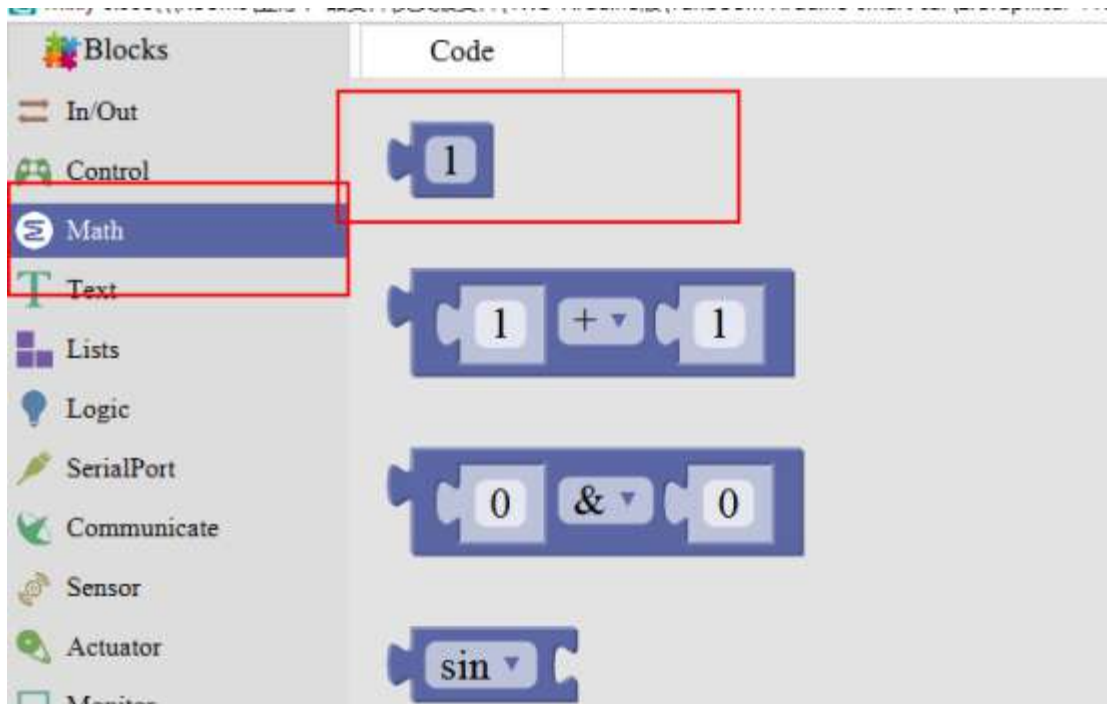 Blocks
Code
In/Out
Control
Math
Text
Lists
Logic
SerialPort
Communicate
Sensor
Actuator
1
1 + 1
0 & 0
sin